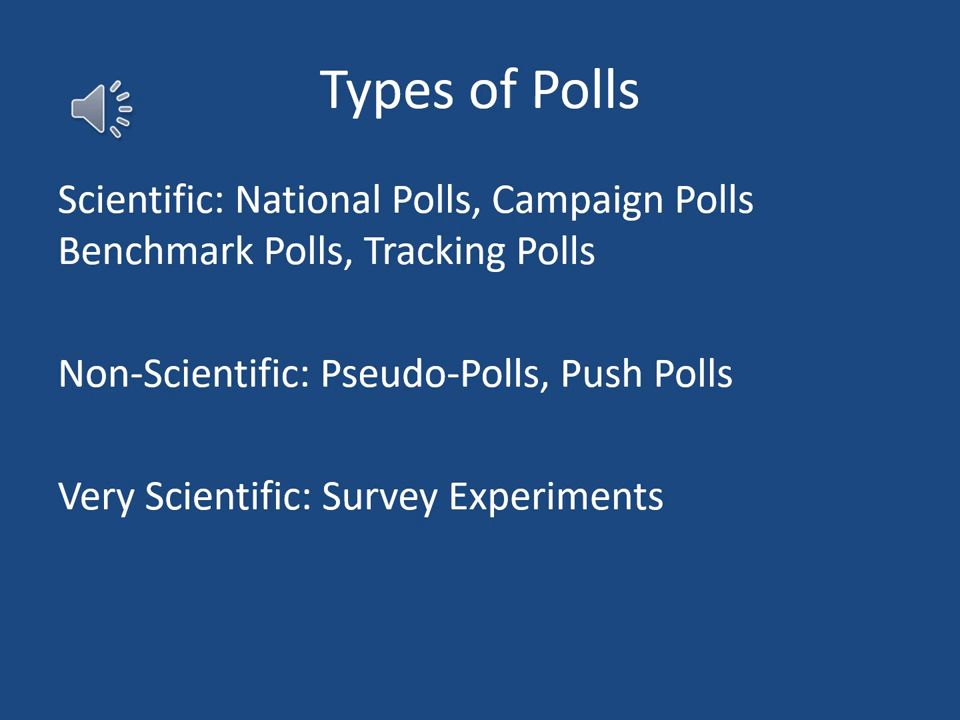 Types of Polls
Scientific: National Polls, Campaign Polls
Benchmark Polls, Tracking Polls
Non-Scientific: Pseudo-Polls, Push Polls
Very Scientific: Survey Experiments